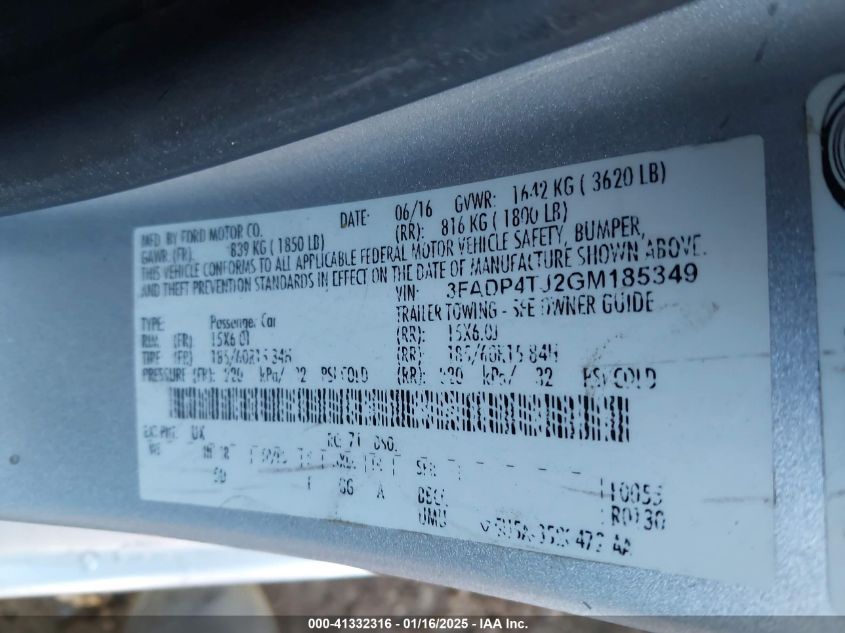 MFD. BY FORD MOTOR CO. DATE: 06/16 GVWR: 1642 KG ( 3620 LB)
GAWR: (FR): 839 KG ( 1850 LB) (RR): 816 KG ( 1800 LB)
THIS VEHICLE CONFORMS TO ALL APPLICABLE FEDERAL MOTOR VEHICLE SAFETY, BUMPER,
AND THEFT PREVENTION STANDARDS IN EFFECT ON THE DATE OF MANUFACTURE SHOWN ABOVE.
VIN: 3FADP4TJ2GM185349
TYPE: Passenger Car TRAILER TOWING - SEE OWNER GUIDE
RIM: (FR) 15X6.0J (RR): 15X6.0J
TIRE (FR) 185/60R15 84H (RR): 185/60R15 84H
PRESSURE (FR): 220 kPa/ 32 PSI COLD (RR): 220 kPa/ 32 PSI COLD
EXT PNT: UX
110053
UMU R0130
000-41332316 | 01/16/2025 | IAA Inc.